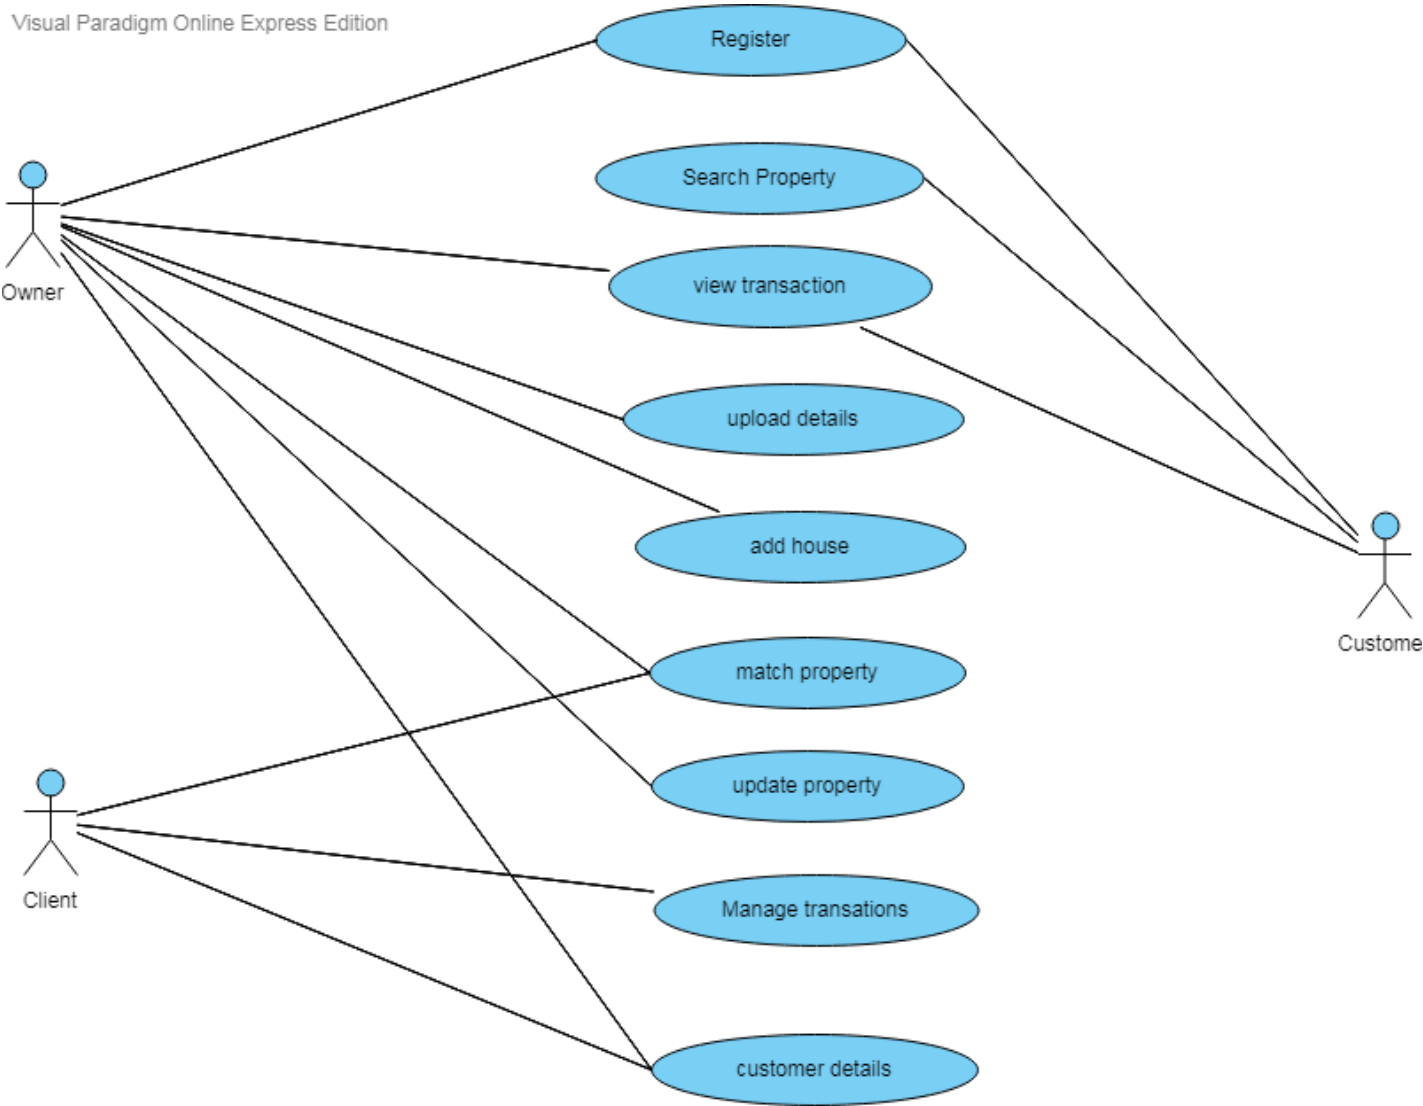 Visual Paradigm Online Express Edition
Register
Search Property
Owner
view transaction
upload details
add house
Custome
match property
update property
Client
Manage transations
customer details